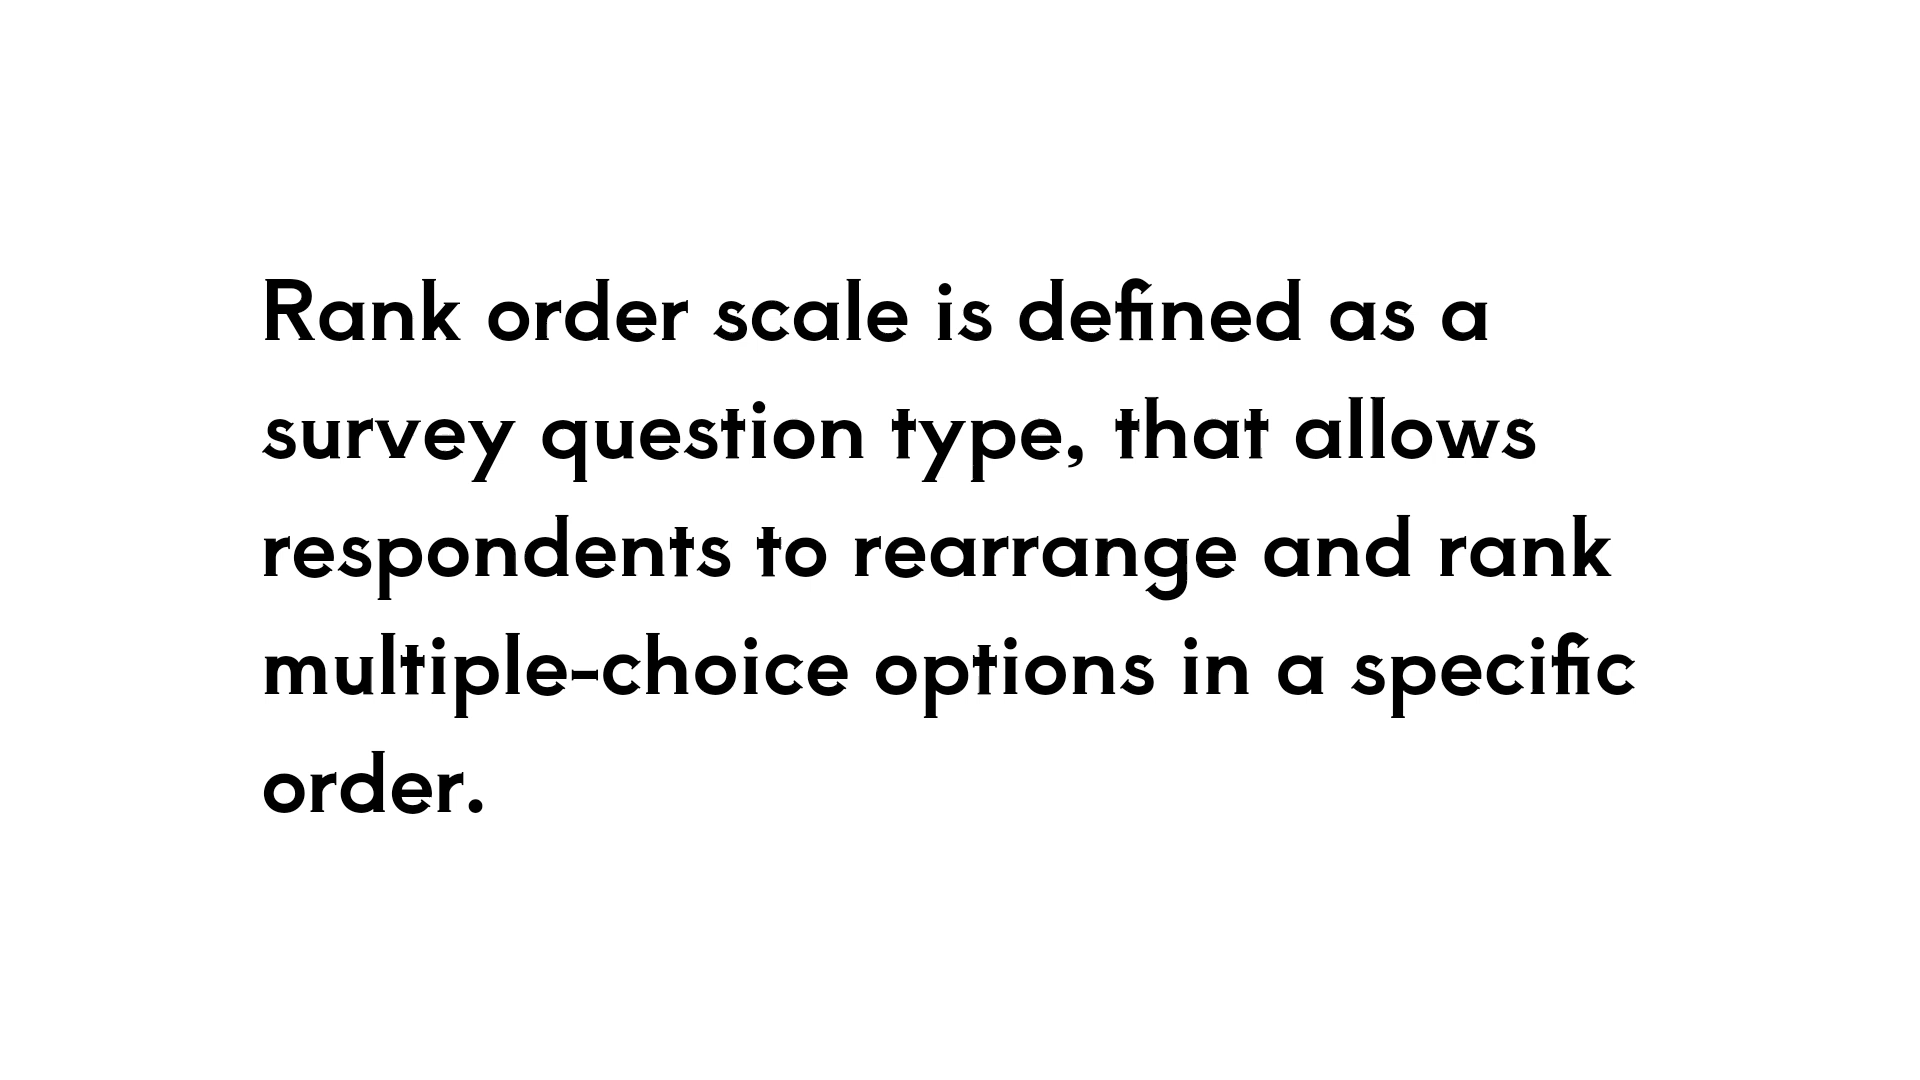 Rank order scale is defined as a
survey question type, that allows
respondents to rearrange and rank
multiple-choice options in a specific
order.